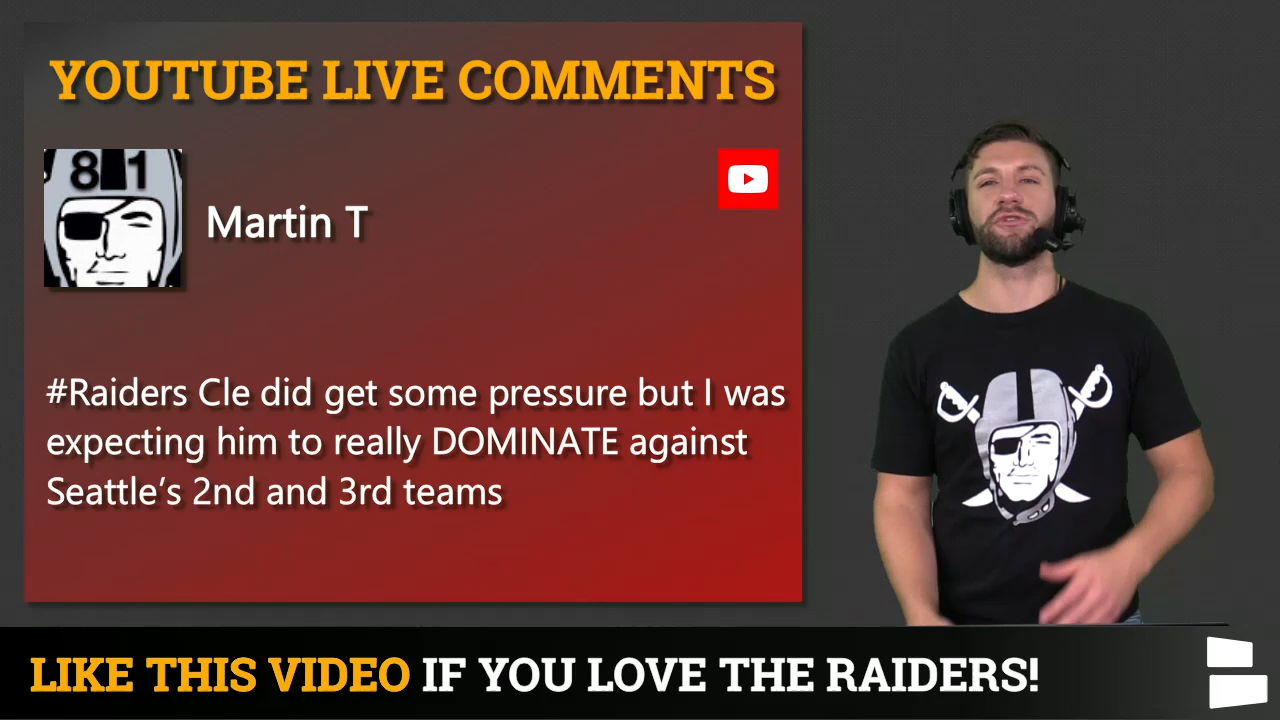 YOUTUBE LIVE COMMENTS
81
Martin T
#Raiders Cle did get some pressure but I was
expecting him to really DOMINATE against
Seattle's 2nd and 3rd teams
LIKE THIS VIDEO IF YOU LOVE THE RAIDERS!